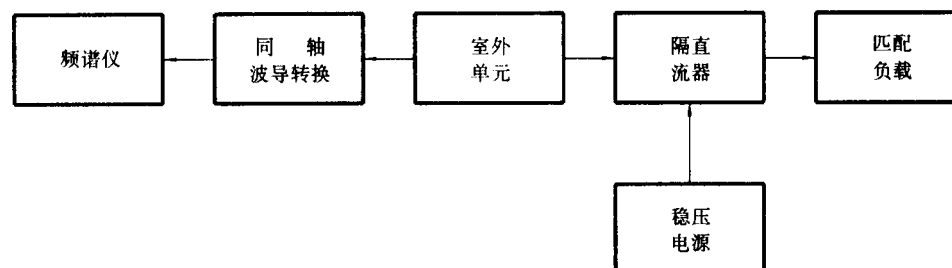 频谱仪
同 轴
波导转换
室外
单元
隔直
流器
匹配
负载
稳压
电源